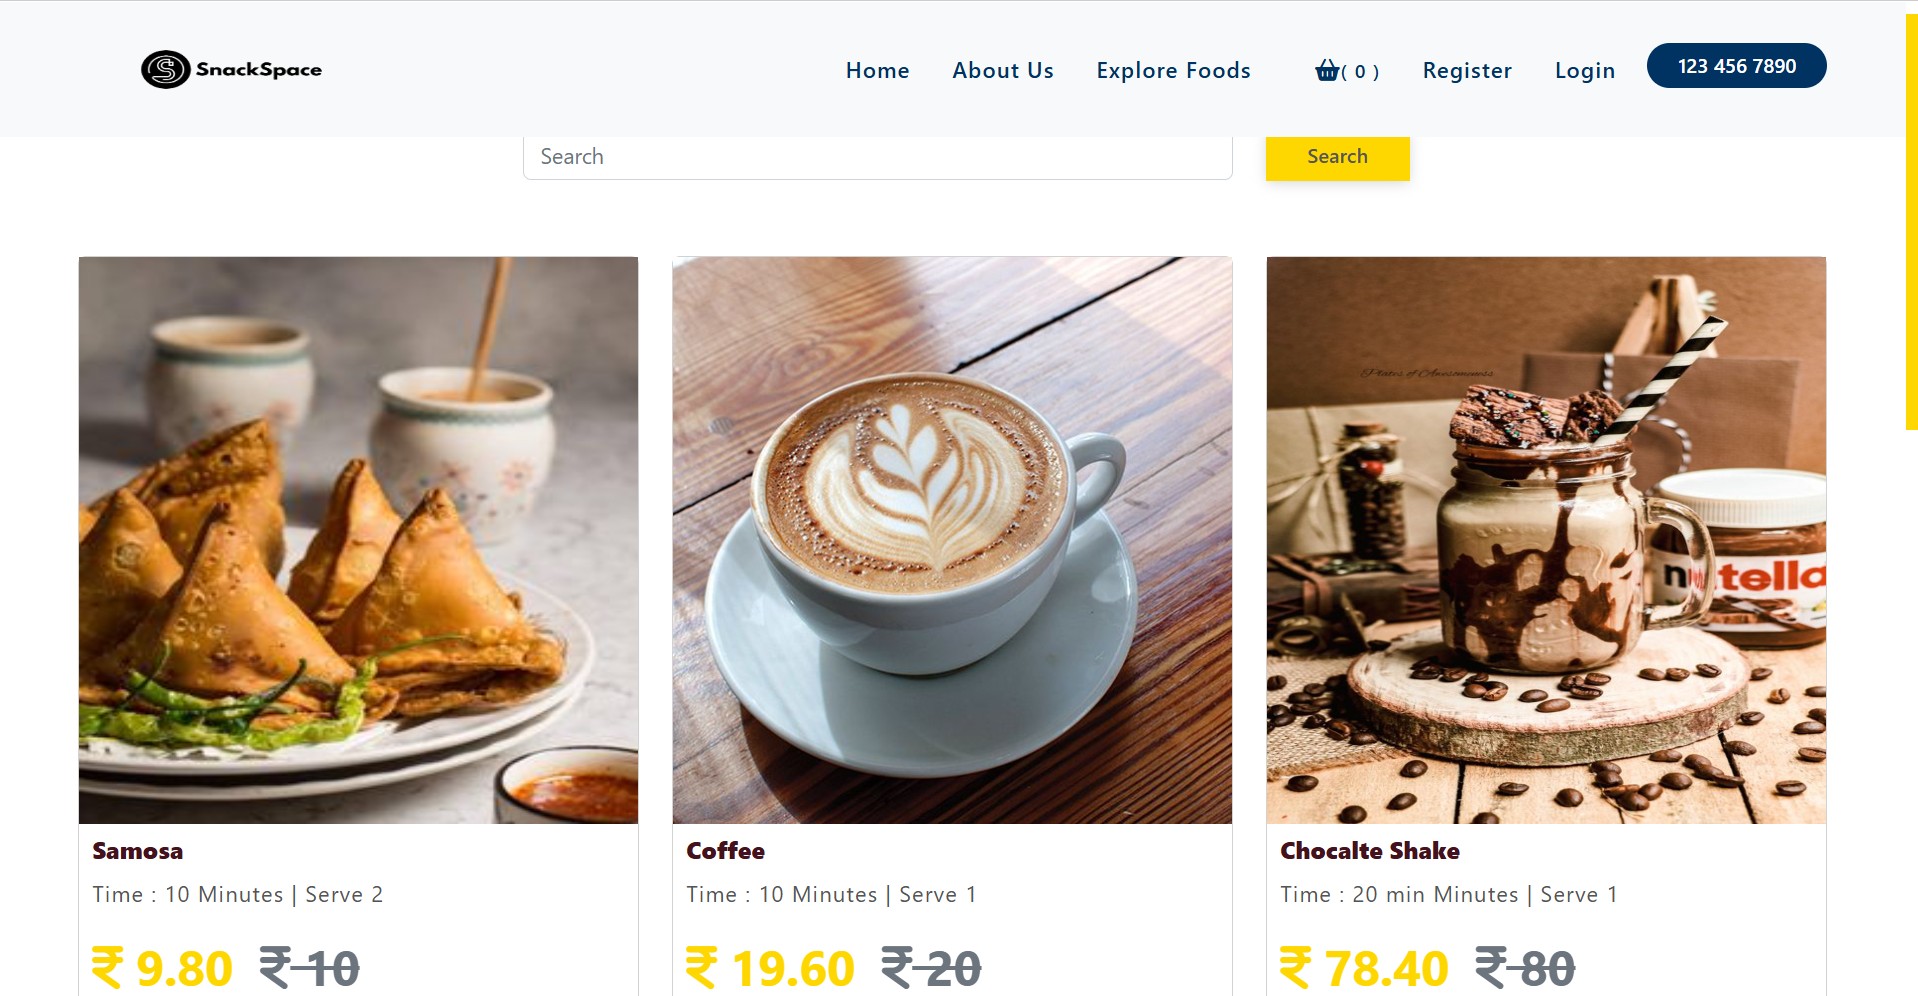 SnackSpace
Home About Us Explore Foods ( 0 ) Register Login 123 456 7890
Search Search
Plates of Awesomeness
nutella
Samosa Coffee Chocalte Shake
Time : 10 Minutes | Serve 2 Time : 10 Minutes | Serve 1 Time : 20 min Minutes | Serve 1
₹ 9.80 ₹ 10 ₹ 19.60 ₹ 20 ₹ 78.40 ₹ 80